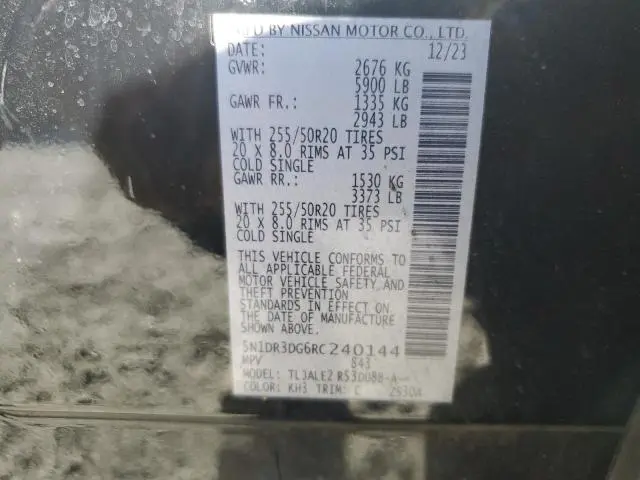 MFD BY NISSAN MOTOR CO., LTD.
DATE: 12/23
GVWR: 2676 KG
5900 LB
GAWR FR.: 1335 KG
2943 LB
WITH 255/50R20 TIRES
20 X 8.0 RIMS AT 35 PSI
COLD SINGLE
GAWR RR.: 1530 KG
3373 LB
WITH 255/50R20 TIRES
20 X 8.0 RIMS AT 35 PSI
COLD SINGLE
THIS VEHICLE CONFORMS TO
ALL APPLICABLE FEDERAL
MOTOR VEHICLE SAFETY AND
THEFT PREVENTION
STANDARDS IN EFFECT ON
THE DATE OF MANUFACTURE
SHOWN ABOVE.
5N1DR3DG6RC240144
MPV 843
MODEL: TLJALE2 R53DU88-A--
COLOR: KH3 TRIM: C